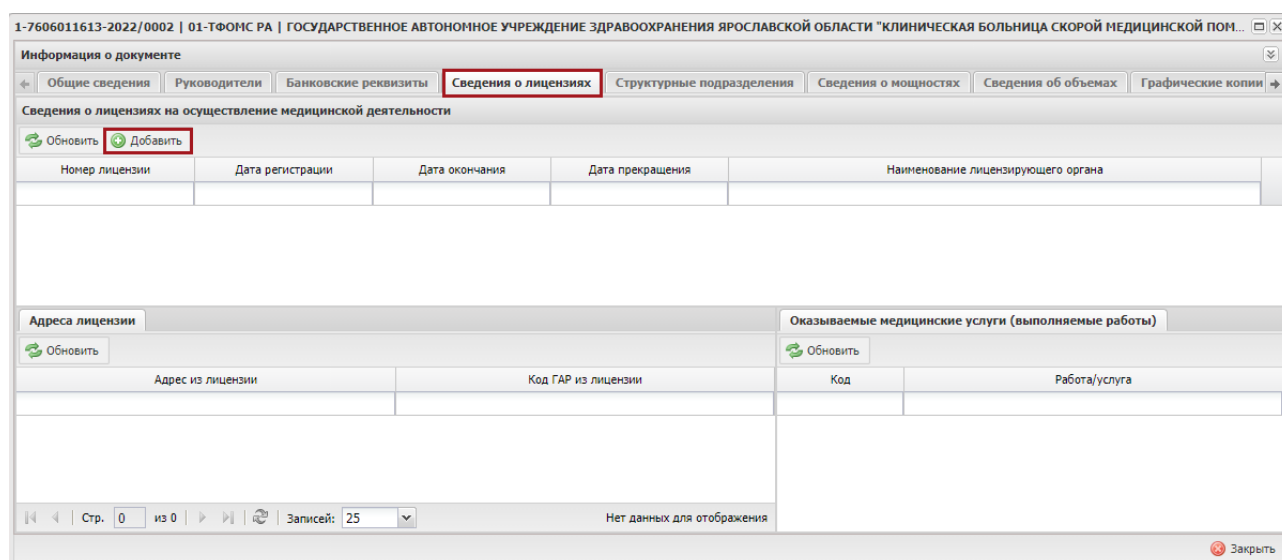 1-7606011613-2022/0002 | 01-ТФОМС РА | ГОСУДАРСТВЕННОЕ АВТОНОМНОЕ УЧРЕЖДЕНИЕ ЗДРАВООХРАНЕНИЯ ЯРОСЛАВСКОЙ ОБЛАСТИ "КЛИНИЧЕСКАЯ БОЛЬНИЦА СКОРОЙ МЕДИЦИНСКОЙ ПОМ...
Информация о документе
Общие сведения Руководители Банковские реквизиты Сведения о лицензиях Структурные подразделения Сведения о мощностях Сведения об объемах Графические копии
Сведения о лицензиях на осуществление медицинской деятельности
Обновить Добавить
Номер лицензии Дата регистрации Дата окончания Дата прекращения Наименование лицензирующего органа
Адреса лицензии Оказываемые медицинские услуги (выполняемые работы)
Обновить Обновить
Адрес из лицензии Код ГАР из лицензии Код Работа/услуга
Стр. 0 из 0 Записей: 25 Нет данных для отображения
Закрыть